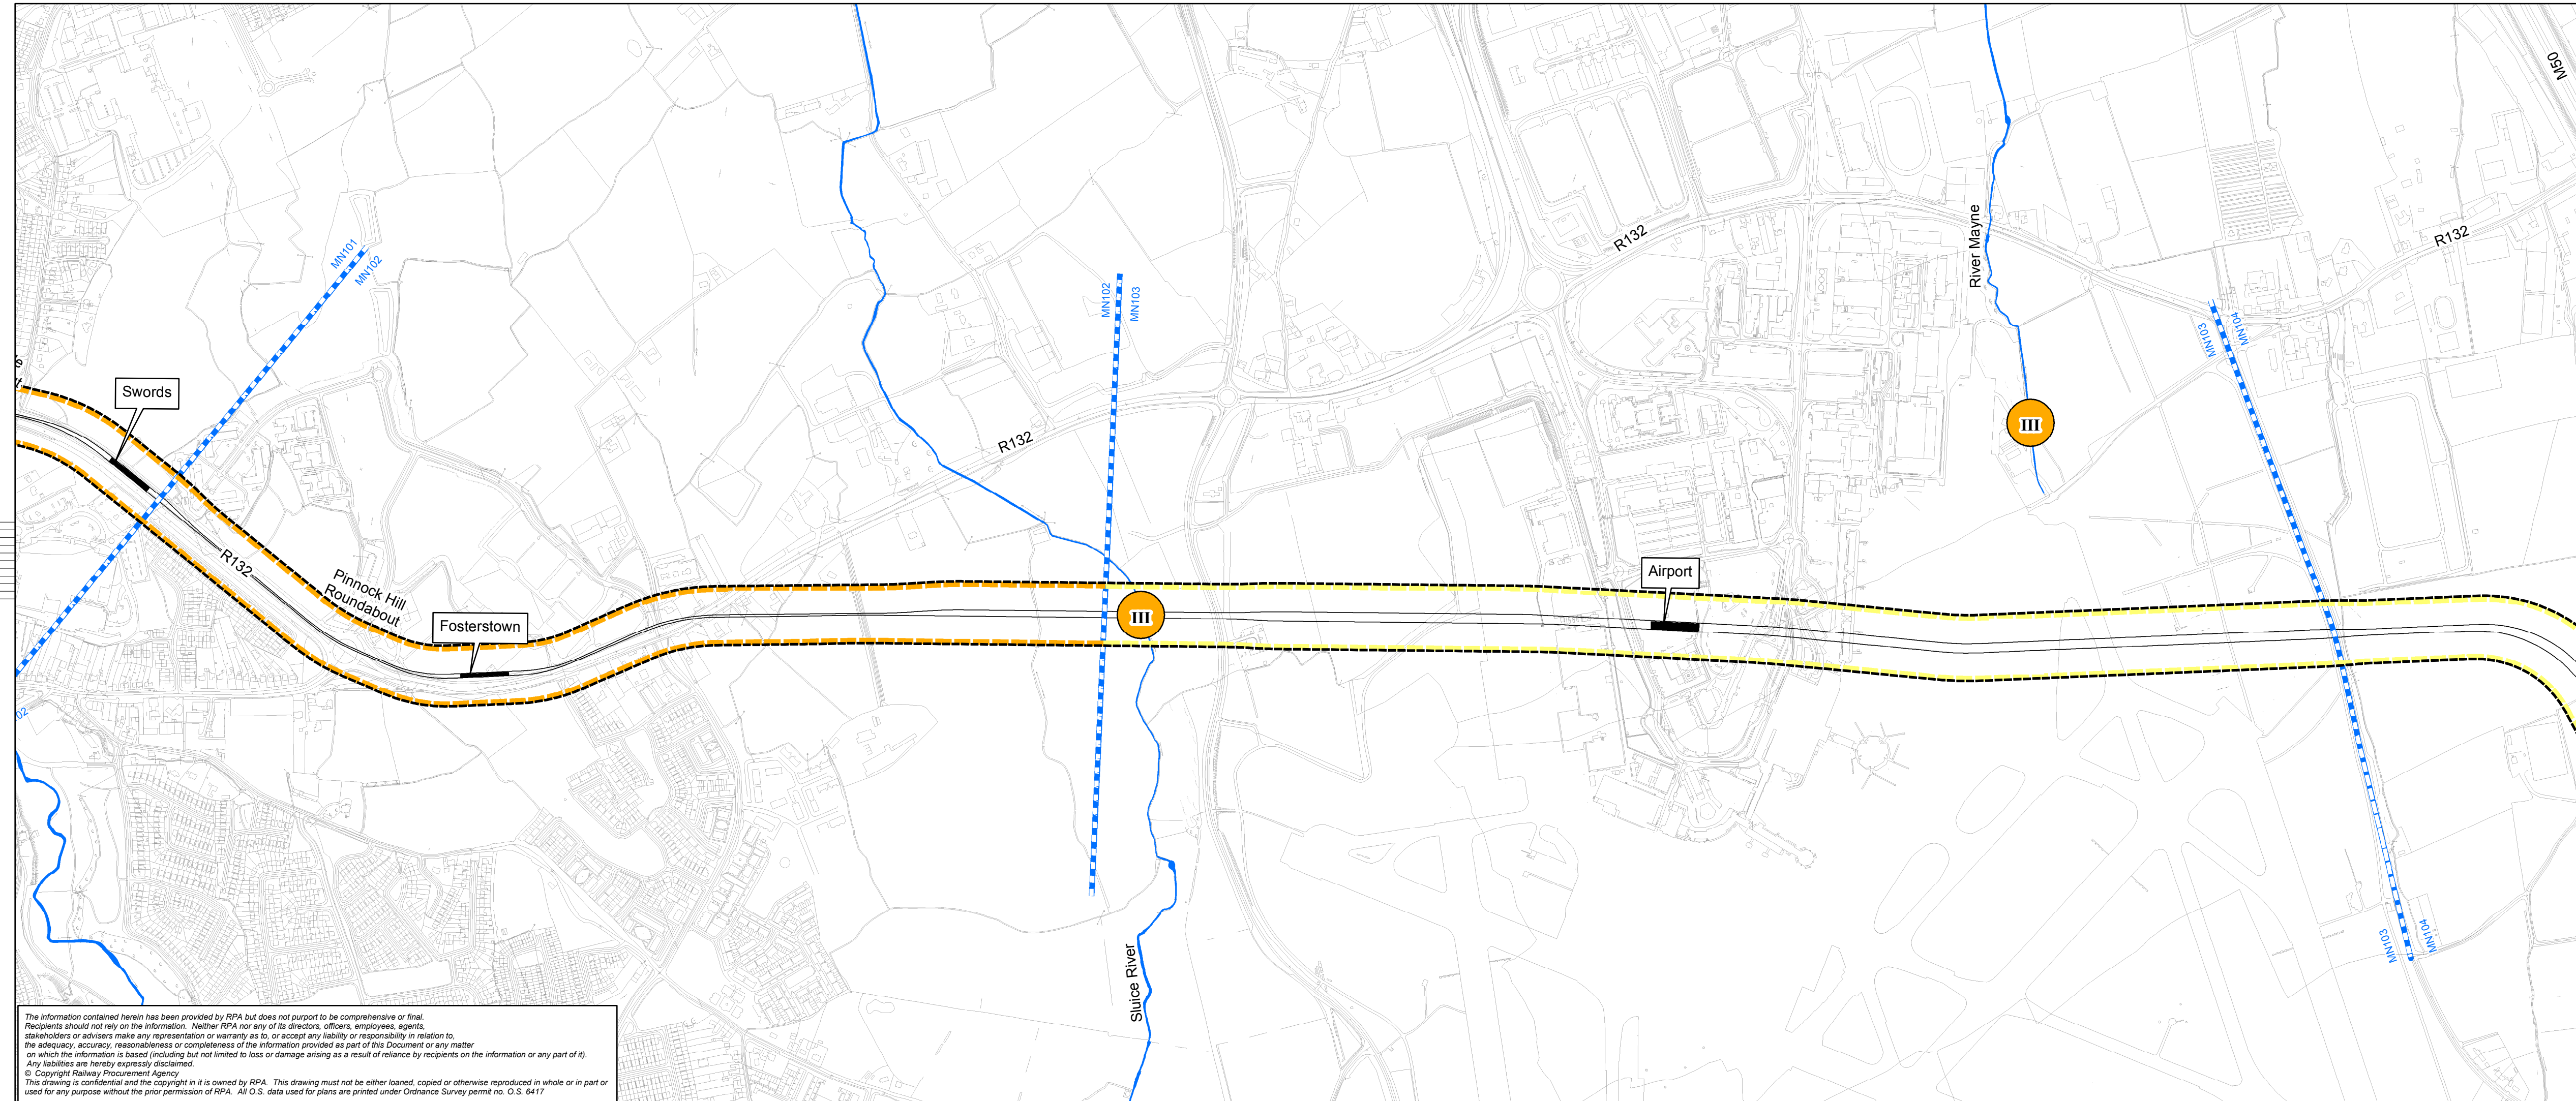 M50
R132
R132
River Mayne
MN101
MN102
MN102
MN103
MN103
MN104
Swords
III
R132
R132
Pinnock Hill
Roundabout
Fosterstown
Airport
III
02
MN103
MN104
Sluice River
The information contained herein has been provided by RPA but does not purport to be comprehensive or final.
Recipients should not rely on the information. Neither RPA nor any of its directors, officers, employees, agents,
stakeholders or advisers make any representation or warranty as to, or accept any liability or responsibility in relation to,
the adequacy, accuracy, reasonableness or completeness of the information provided as part of this Document or any matter
on which the information is based (including but not limited to loss or damage arising as a result of reliance by recipients on the information or any part of it).
Any liabilities are hereby expressly disclaimed.
© Copyright Railway Procurement Agency
This drawing is confidential and the copyright in it is owned by RPA. This drawing must not be either loaned, copied or otherwise reproduced in whole or in part or
used for any purpose without the prior permission of RPA. All O.S. data used for plans are printed under Ordnance Survey permit no. O.S. 6417